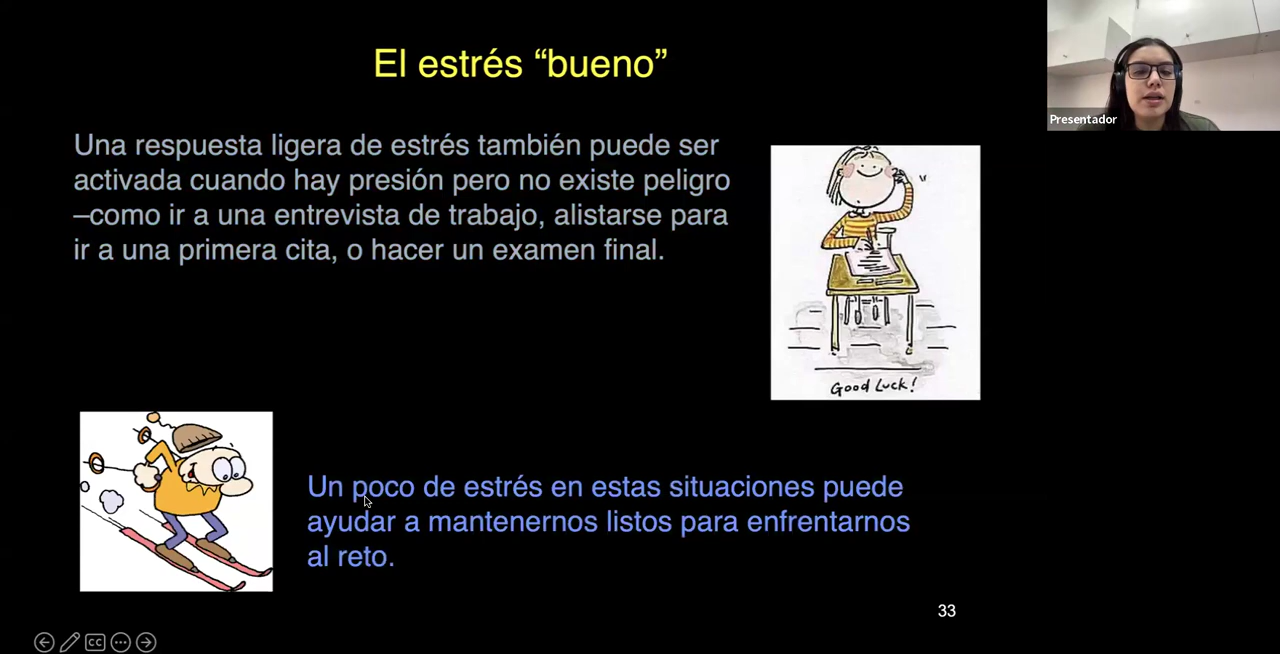 El estrés “bueno”
Presentador
Una respuesta ligera de estrés también puede ser
activada cuando hay presión pero no existe peligro
–como ir a una entrevista de trabajo, alistarse para
ir a una primera cita, o hacer un examen final.
Good Luck!
Un poco de estrés en estas situaciones puede
ayudar a mantenernos listos para enfrentarnos
al reto.
33
CC